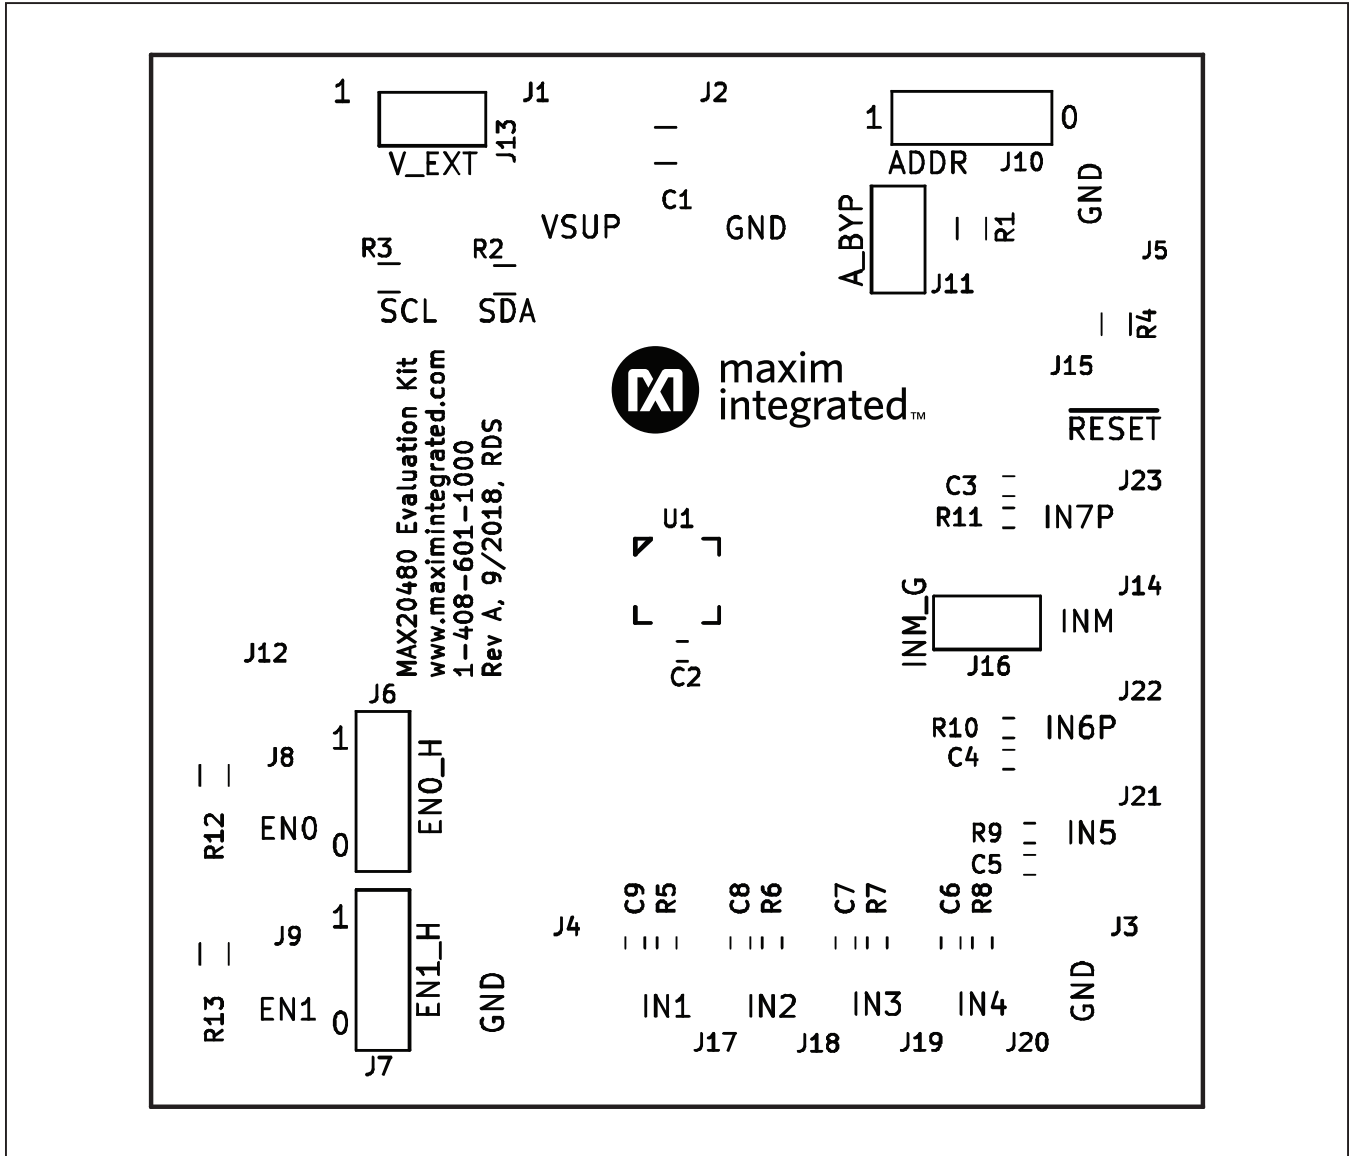 1
J1
J2
J13
V_EXT
C1
VSUP
GND
1
0
ADDR
J10
GND
A_BYP
R1
J11
J5
R3
R2
SCL
SDA
R4
J15
maxim
integrated™
RESET
MAX20480 Evaluation Kit
www.maximintegrated.com
1-408-601-1000
Rev A, 9/2018, RDS
J23
C3
R11
IN7P
U1
J14
INM_G
INM
J16
C2
J12
J6
1
EN0_H
0
J8
R12
EN0
J22
R10
IN6P
C4
J21
R9
IN5
C5
J9
R13
EN1
1
EN1_H
0
J7
GND
J4
C9
R5
C8
R6
C7
R7
C6
R8
J3
IN1
IN2
IN3
IN4
GND
J17
J18
J19
J20